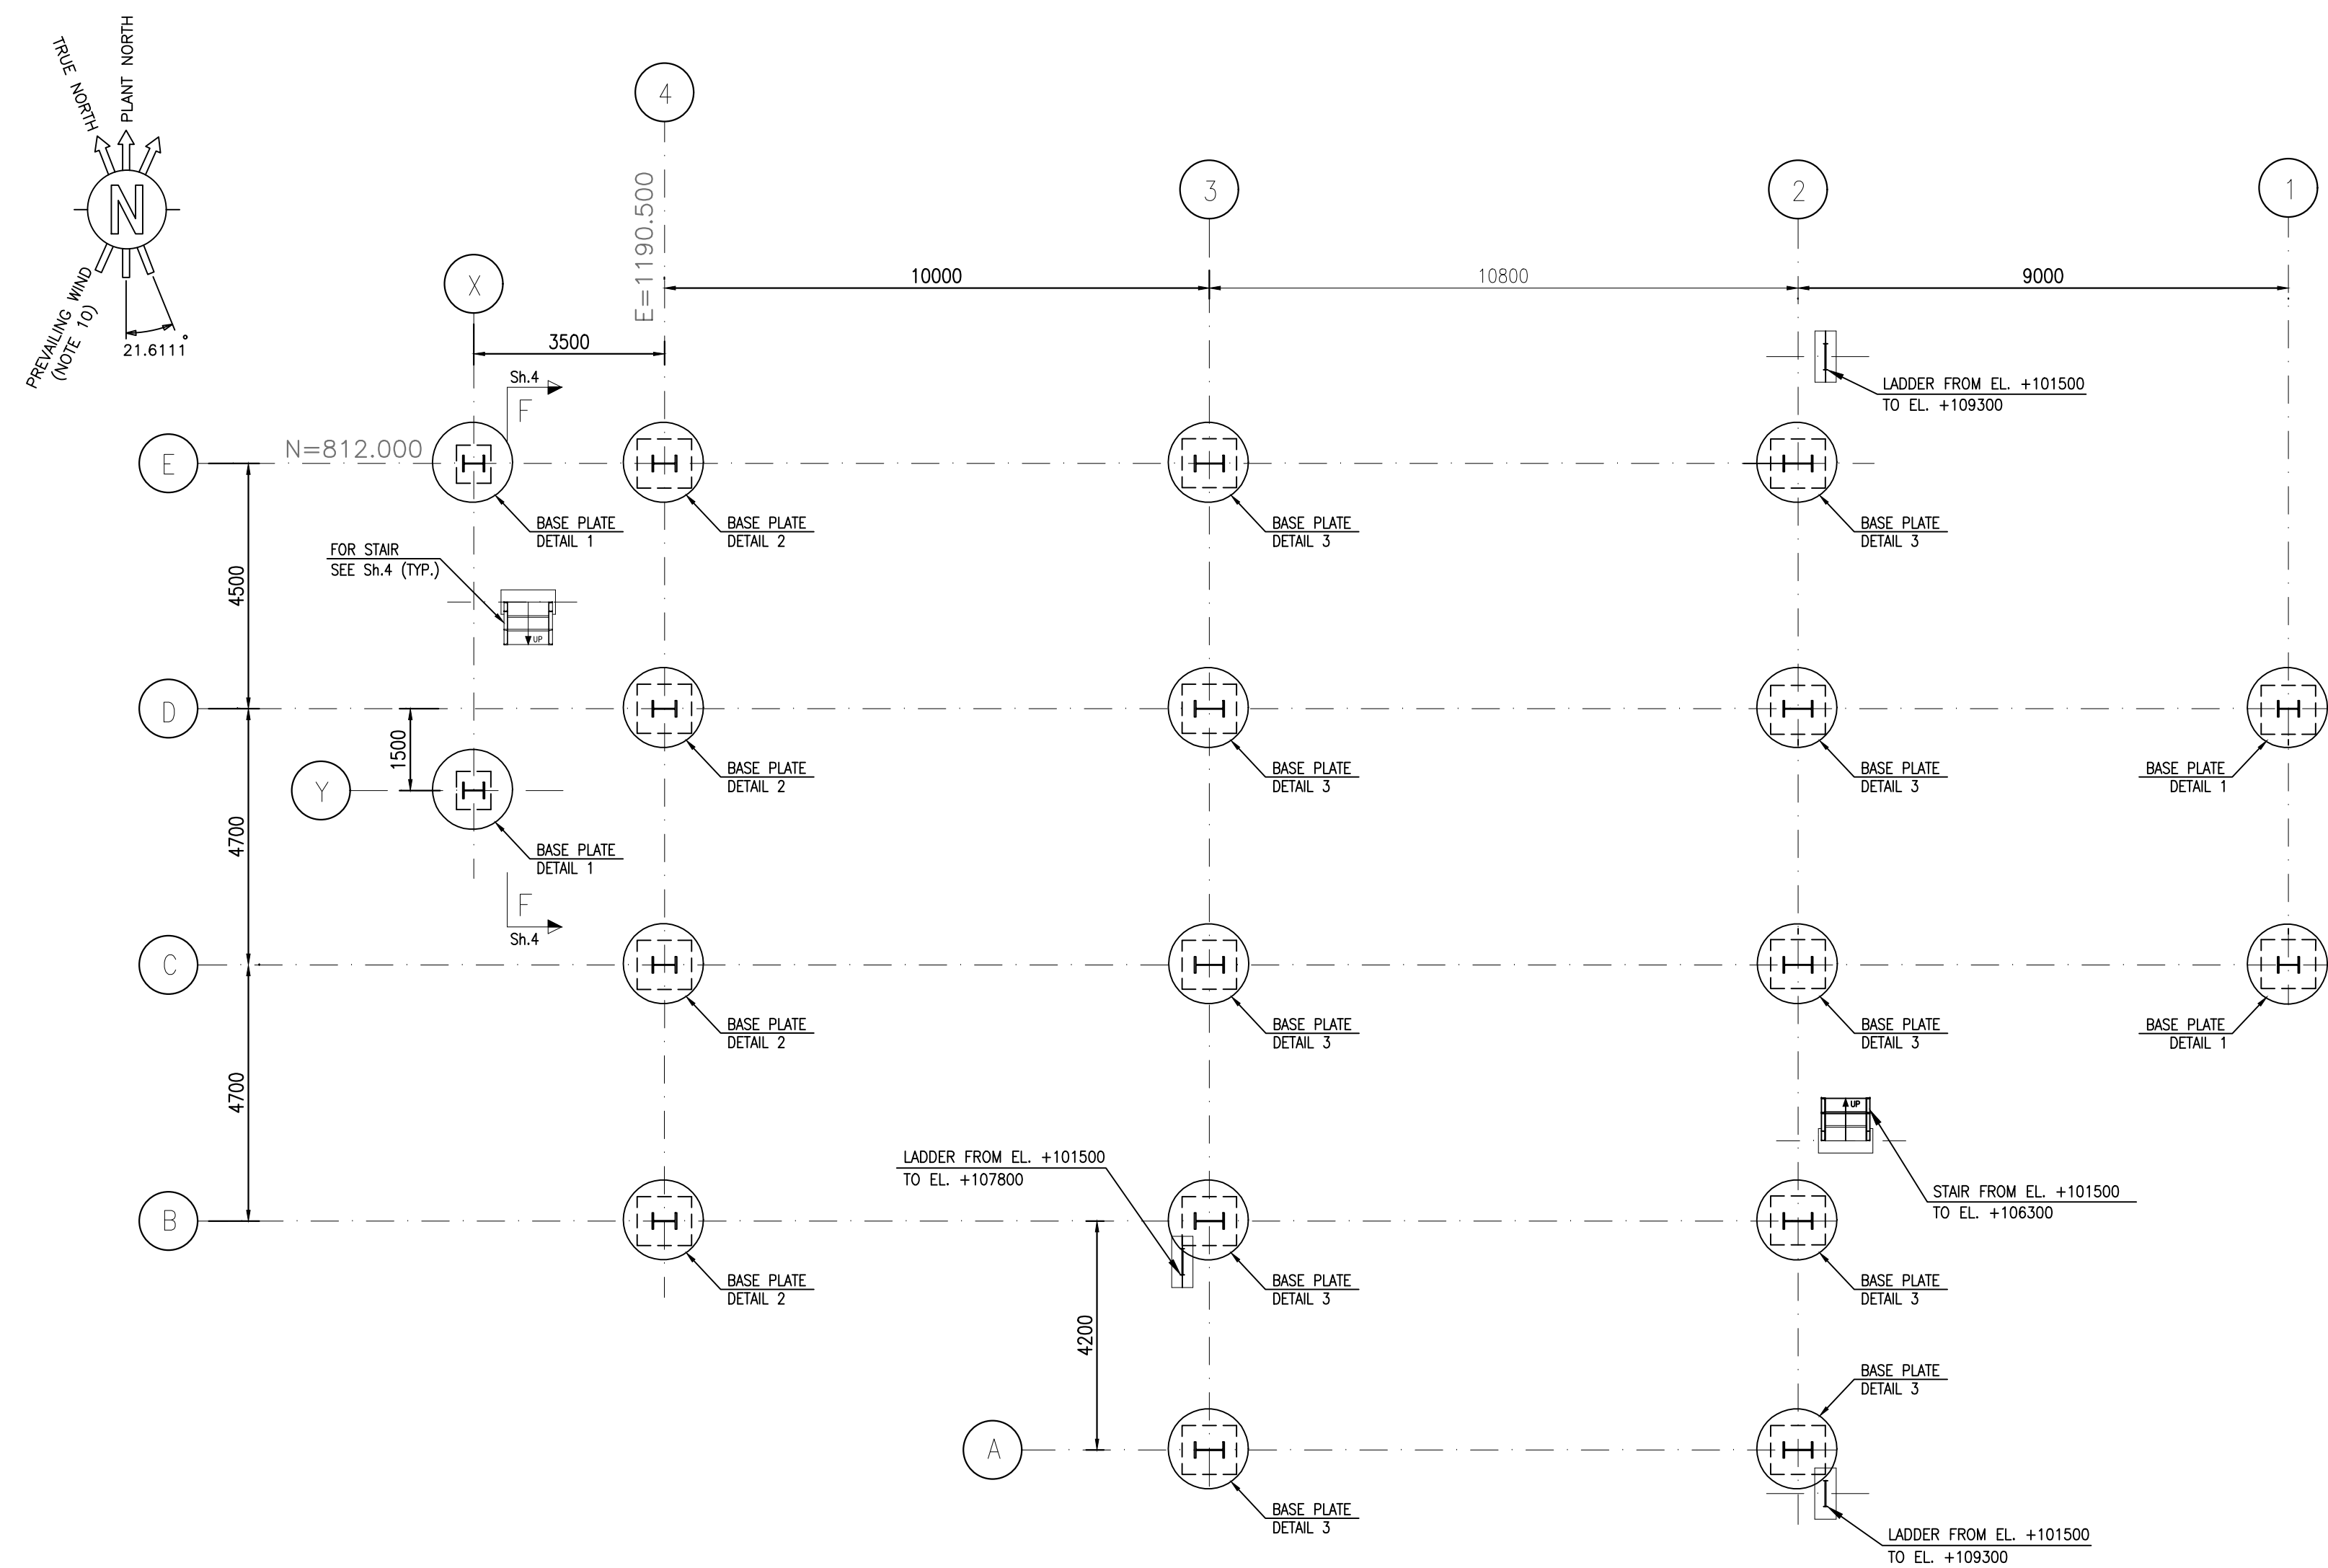 TRUE NORTH
PLANT NORTH
N
PREVAILING WIND
(NOTE 10)
21.6111°
4
3
2
1
X
E=1190.500
10000
10800
9000
3500
Sh.4
F
LADDER FROM EL. +101500
TO EL. +109300
E
N=812.000
BASE PLATE
DETAIL 1
BASE PLATE
DETAIL 2
BASE PLATE
DETAIL 3
BASE PLATE
DETAIL 3
FOR STAIR
SEE Sh.4 (TYP.)
4500
UP
D
1500
BASE PLATE
DETAIL 2
BASE PLATE
DETAIL 3
BASE PLATE
DETAIL 3
BASE PLATE
DETAIL 1
Y
4700
BASE PLATE
DETAIL 1
F
Sh.4
C
BASE PLATE
DETAIL 2
BASE PLATE
DETAIL 3
BASE PLATE
DETAIL 3
BASE PLATE
DETAIL 1
4700
UP
LADDER FROM EL. +101500
TO EL. +107800
STAIR FROM EL. +101500
TO EL. +106300
B
BASE PLATE
DETAIL 2
BASE PLATE
DETAIL 3
BASE PLATE
DETAIL 3
4200
BASE PLATE
DETAIL 3
A
BASE PLATE
DETAIL 3
LADDER FROM EL. +101500
TO EL. +109300